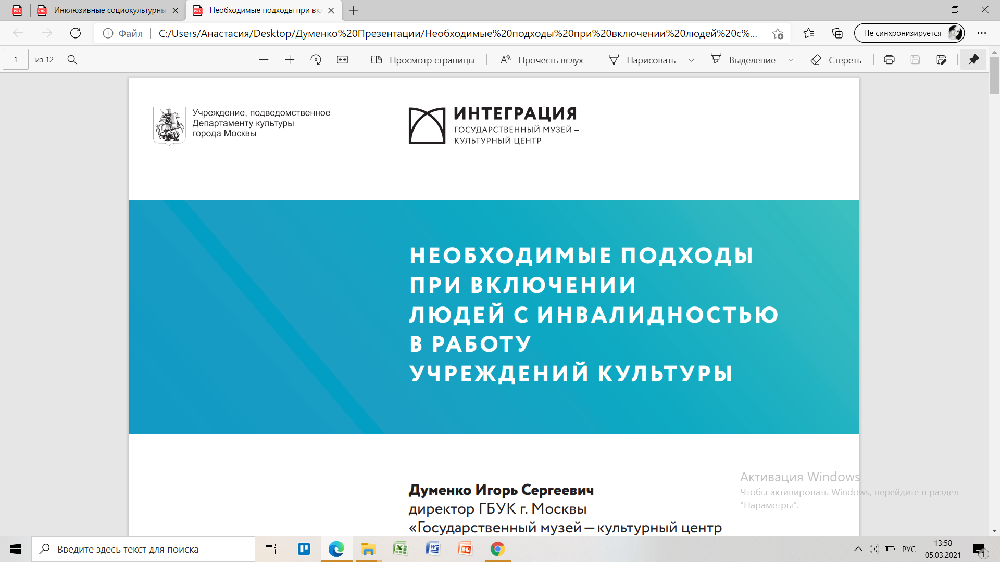 Инклюзивные социокультурны
Необходимые подходы при вк
Файл
C:/Users/Анастасия/Desktop/Думенко%20Презентации/Необходимые%20подходы%20при%20включении%20людей%20с%...
Не синхронизируется
1 из 12
Просмотр страницы
Прочесть вслух
Нарисовать
Выделение
Стереть
Учреждение, подведомственное
Департаменту культуры
города Москвы
ИНТЕГРАЦИЯ
ГОСУДАРСТВЕННЫЙ МУЗЕЙ –
КУЛЬТУРНЫЙ ЦЕНТР
НЕОБХОДИМЫЕ ПОДХОДЫ
ПРИ ВКЛЮЧЕНИИ
ЛЮДЕЙ С ИНВАЛИДНОСТЬЮ
В РАБОТУ
УЧРЕЖДЕНИЙ КУЛЬТУРЫ
Думенко Игорь Сергеевич
директор ГБУК г. Москвы
«Государственный музей – культурный центр
Активация Windows
Чтобы активировать Windows, перейдите в раздел
"Параметры".
Введите здесь текст для поиска
РУС
13:58
05.03.2021
1